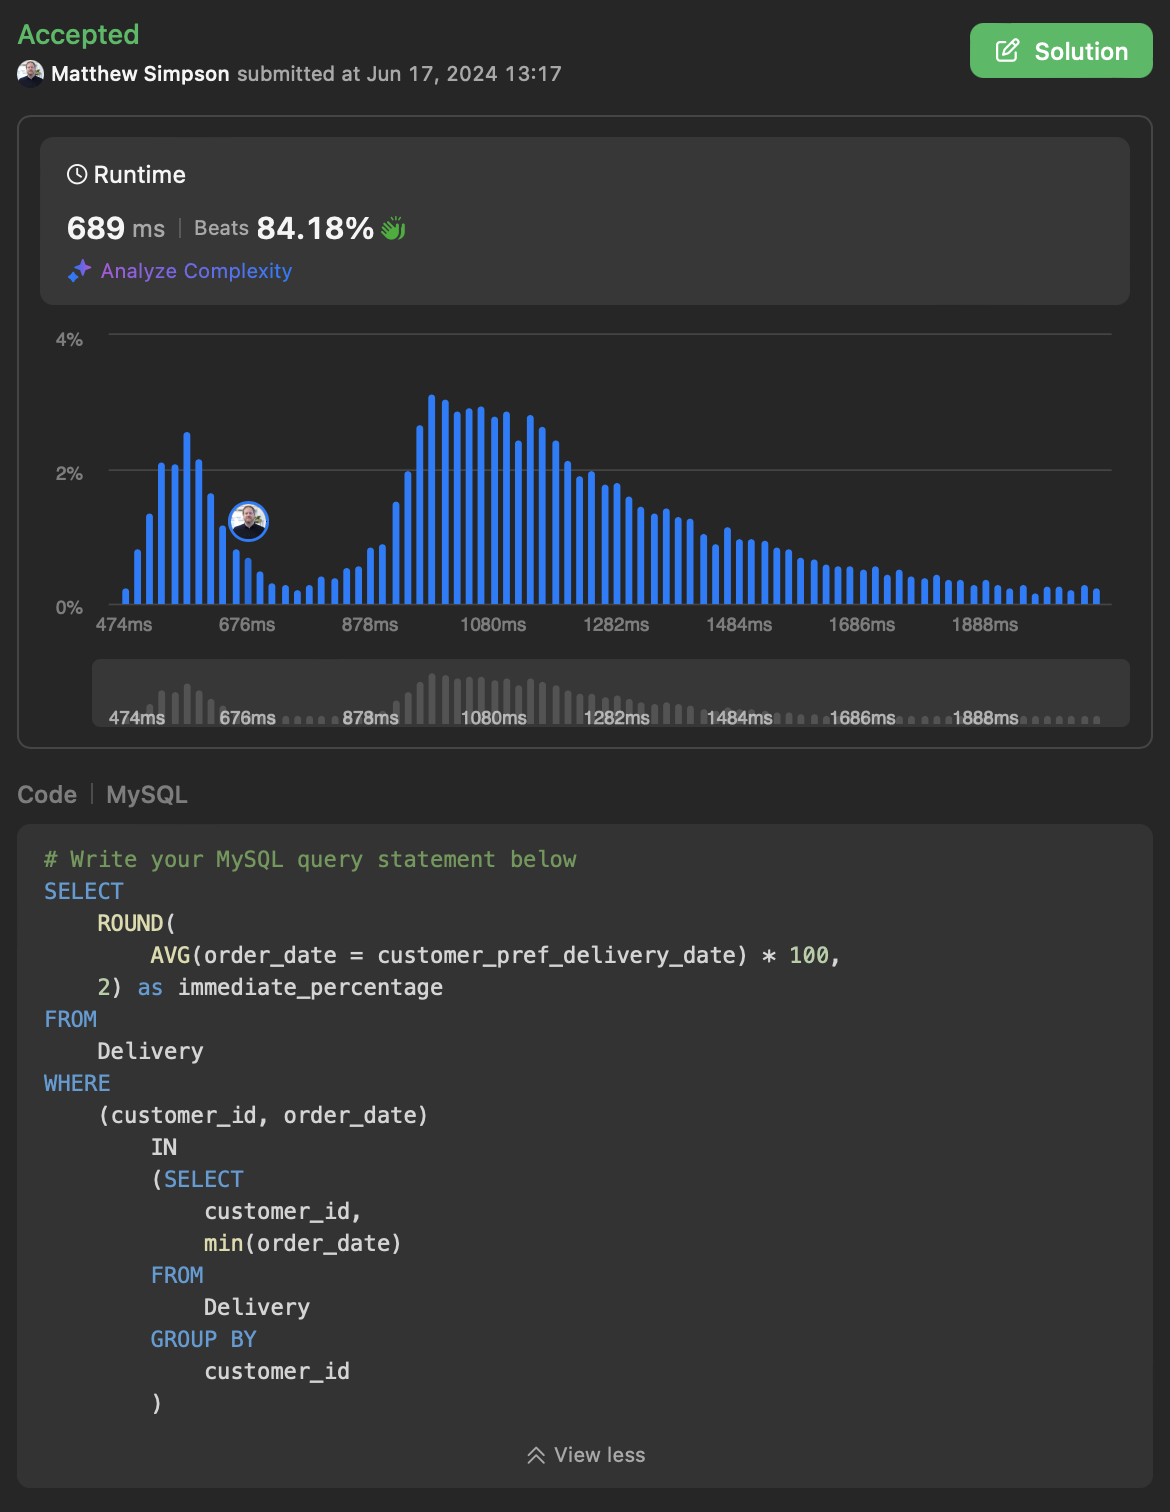 Accepted
Solution
Matthew Simpson submitted at Jun 17, 2024 13:17
Runtime
689 ms | Beats 84.18%
Analyze Complexity
4%
2%
0%
474ms 676ms 878ms 1080ms 1282ms 1484ms 1686ms 1888ms
474ms 676ms 878ms 1080ms 1282ms 1484ms 1686ms 1888ms
Code | MySQL
# Write your MySQL query statement below
SELECT
    ROUND(
        AVG(order_date = customer_pref_delivery_date) * 100,
    2) as immediate_percentage
FROM
    Delivery
WHERE
    (customer_id, order_date)
        IN
        (SELECT
            customer_id,
            min(order_date)
        FROM
            Delivery
        GROUP BY
            customer_id
        )
View less